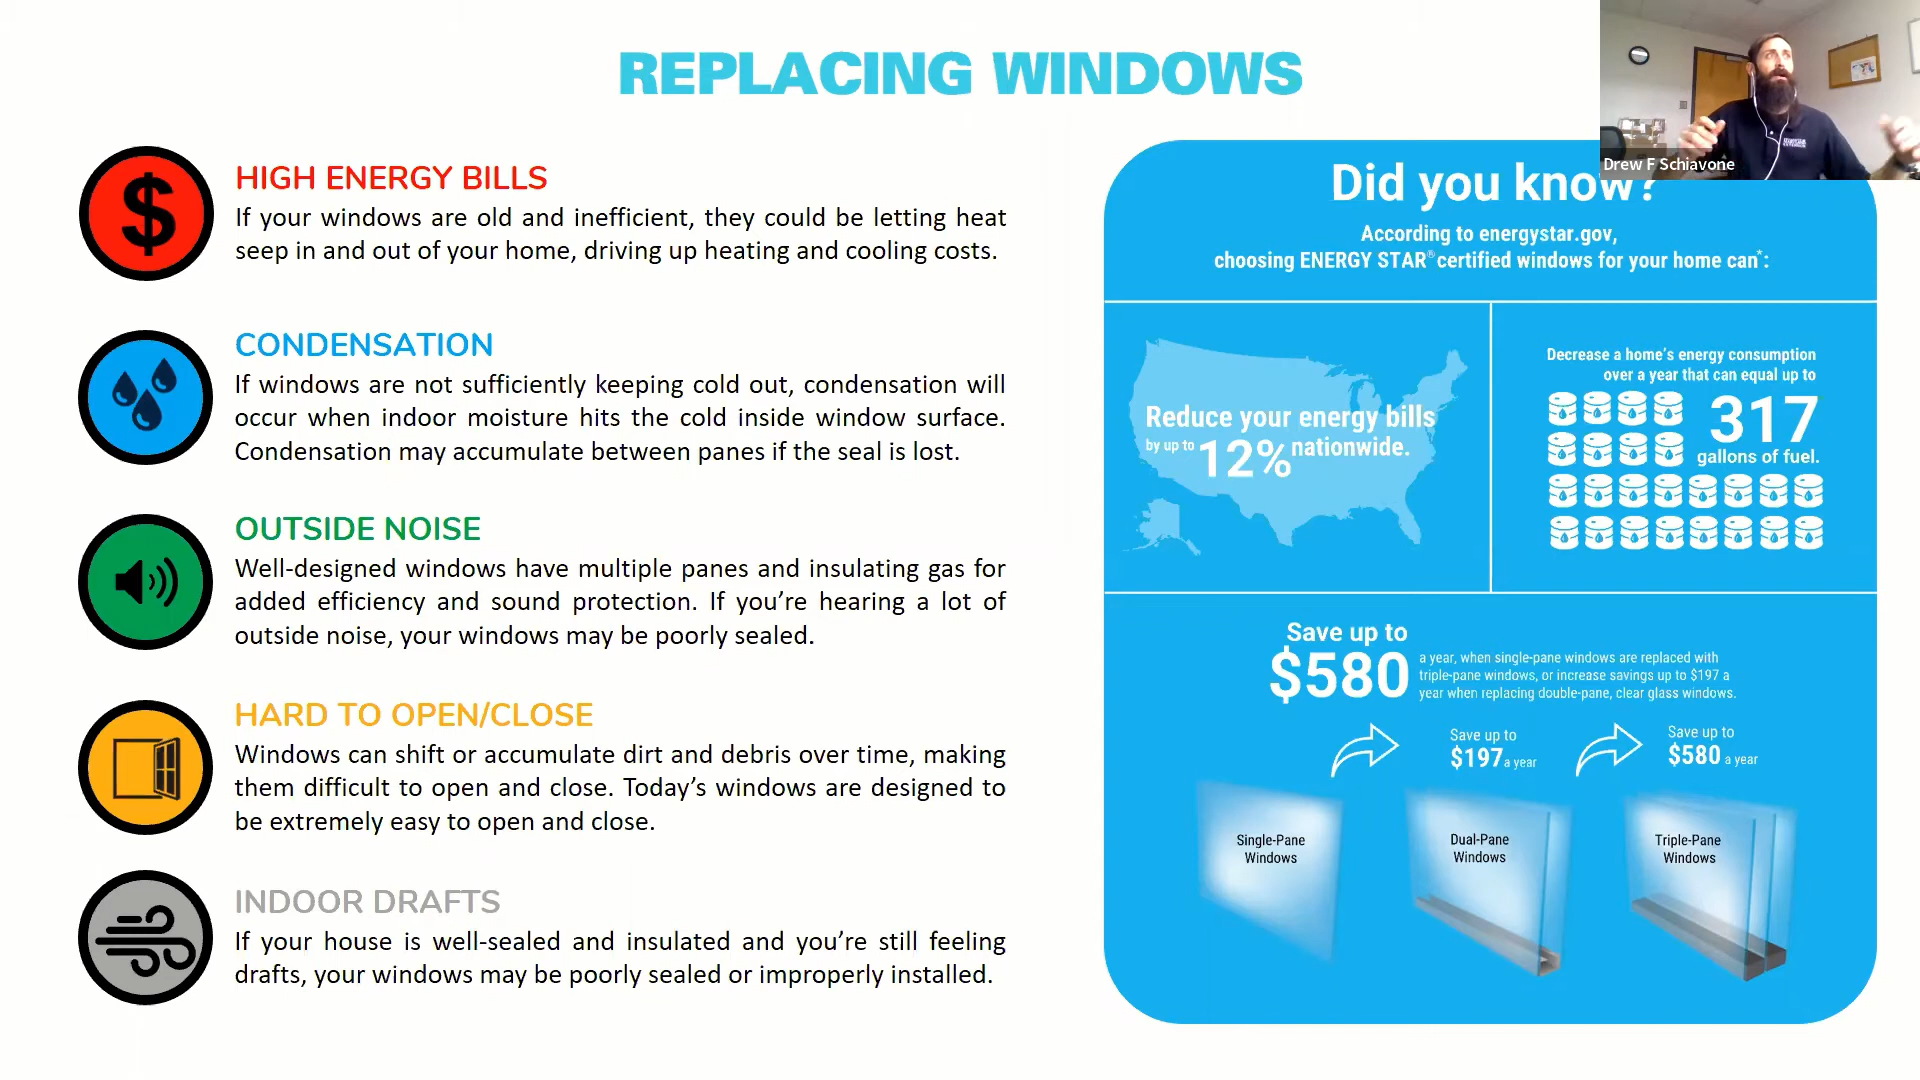 REPLACING WINDOWS
HIGH ENERGY BILLS
If your windows are old and inefficient, they could be letting heat
seep in and out of your home, driving up heating and cooling costs.
CONDENSATION
If windows are not sufficiently keeping cold out, condensation will
occur when indoor moisture hits the cold inside window surface.
Condensation may accumulate between panes if the seal is lost.
OUTSIDE NOISE
Well-designed windows have multiple panes and insulating gas for
added efficiency and sound protection. If you’re hearing a lot of
outside noise, your windows may be poorly sealed.
HARD TO OPEN/CLOSE
Windows can shift or accumulate dirt and debris over time, making
them difficult to open and close. Today’s windows are designed to
be extremely easy to open and close.
INDOOR DRAFTS
If your house is well-sealed and insulated and you’re still feeling
drafts, your windows may be poorly sealed or improperly installed.
Drew F Schiavone
Did you know?
According to energystar.gov,
choosing ENERGY STAR® certified windows for your home can*:
Reduce your energy bills
by up to 12% nationwide.
Decrease a home’s energy consumption
over a year that can equal up to
317
gallons of fuel.
Save up to
$580
a year, when single-pane windows are replaced with
triple-pane windows, or increase savings up to $197 a
year when replacing double-pane, clear glass windows.
Save up to
$197 a year
Save up to
$580 a year
Single-Pane
Windows
Dual-Pane
Windows
Triple-Pane
Windows